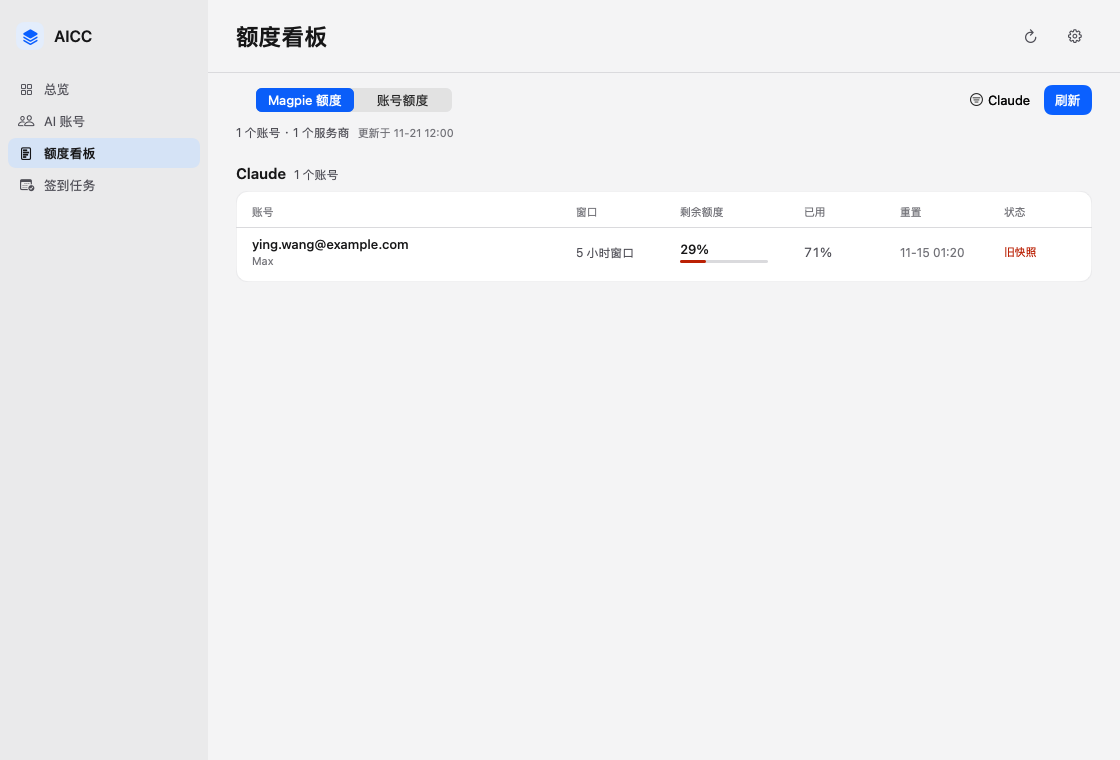 AICC
总览
AI 账号
额度看板
签到任务
额度看板
Magpie 额度
账号额度
Claude
刷新
1 个账号 · 1 个服务商 更新于 11-21 12:00
Claude 1 个账号
账号 窗口 剩余额度 已用 重置 状态
ying.wang@example.com
Max
5 小时窗口
29%
71%
11-15 01:20
旧快照